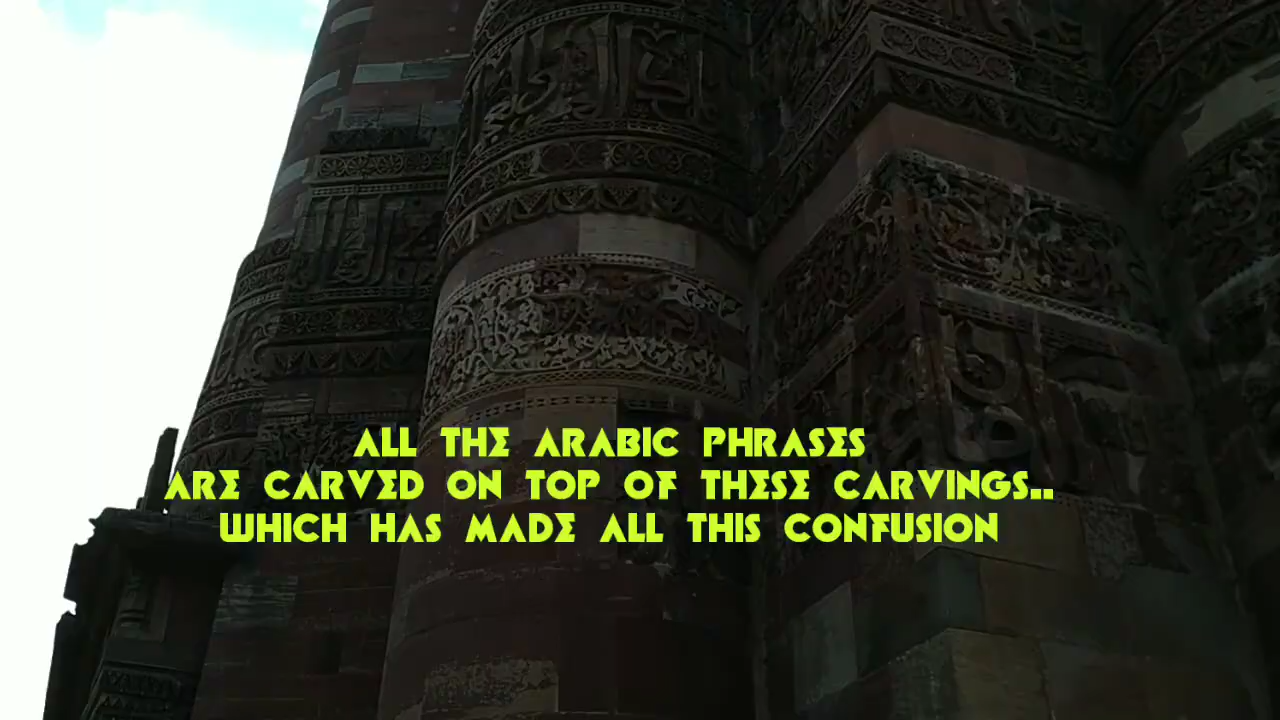 ALL THE ARABIC PHRASES
ARE CARVED ON TOP OF THESE CARVINGS..
WHICH HAS MADE ALL THIS CONFUSION